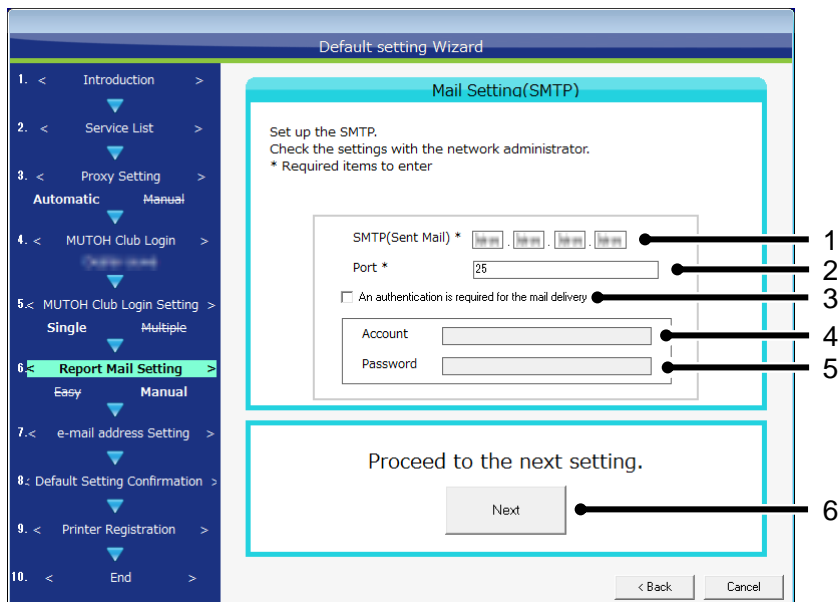 Default setting Wizard
1. < Introduction >
2. < Service List >
3. < Proxy Setting >
Automatic Manual
4. < MUTOH Club Login >
5.< MUTOH Club Login Setting >
Single Multiple
6.< Report Mail Setting >
Easy Manual
7.< e-mail address Setting >
8.< Default Setting Confirmation >
9. < Printer Registration >
10. < End >
Mail Setting(SMTP)
Set up the SMTP.
Check the settings with the network administrator.
* Required items to enter
SMTP(Sent Mail) * . . . 1
Port * 25 2
An authentication is required for the mail delivery 3
Account 4
Password 5
Proceed to the next setting.
Next 6
< Back Cancel